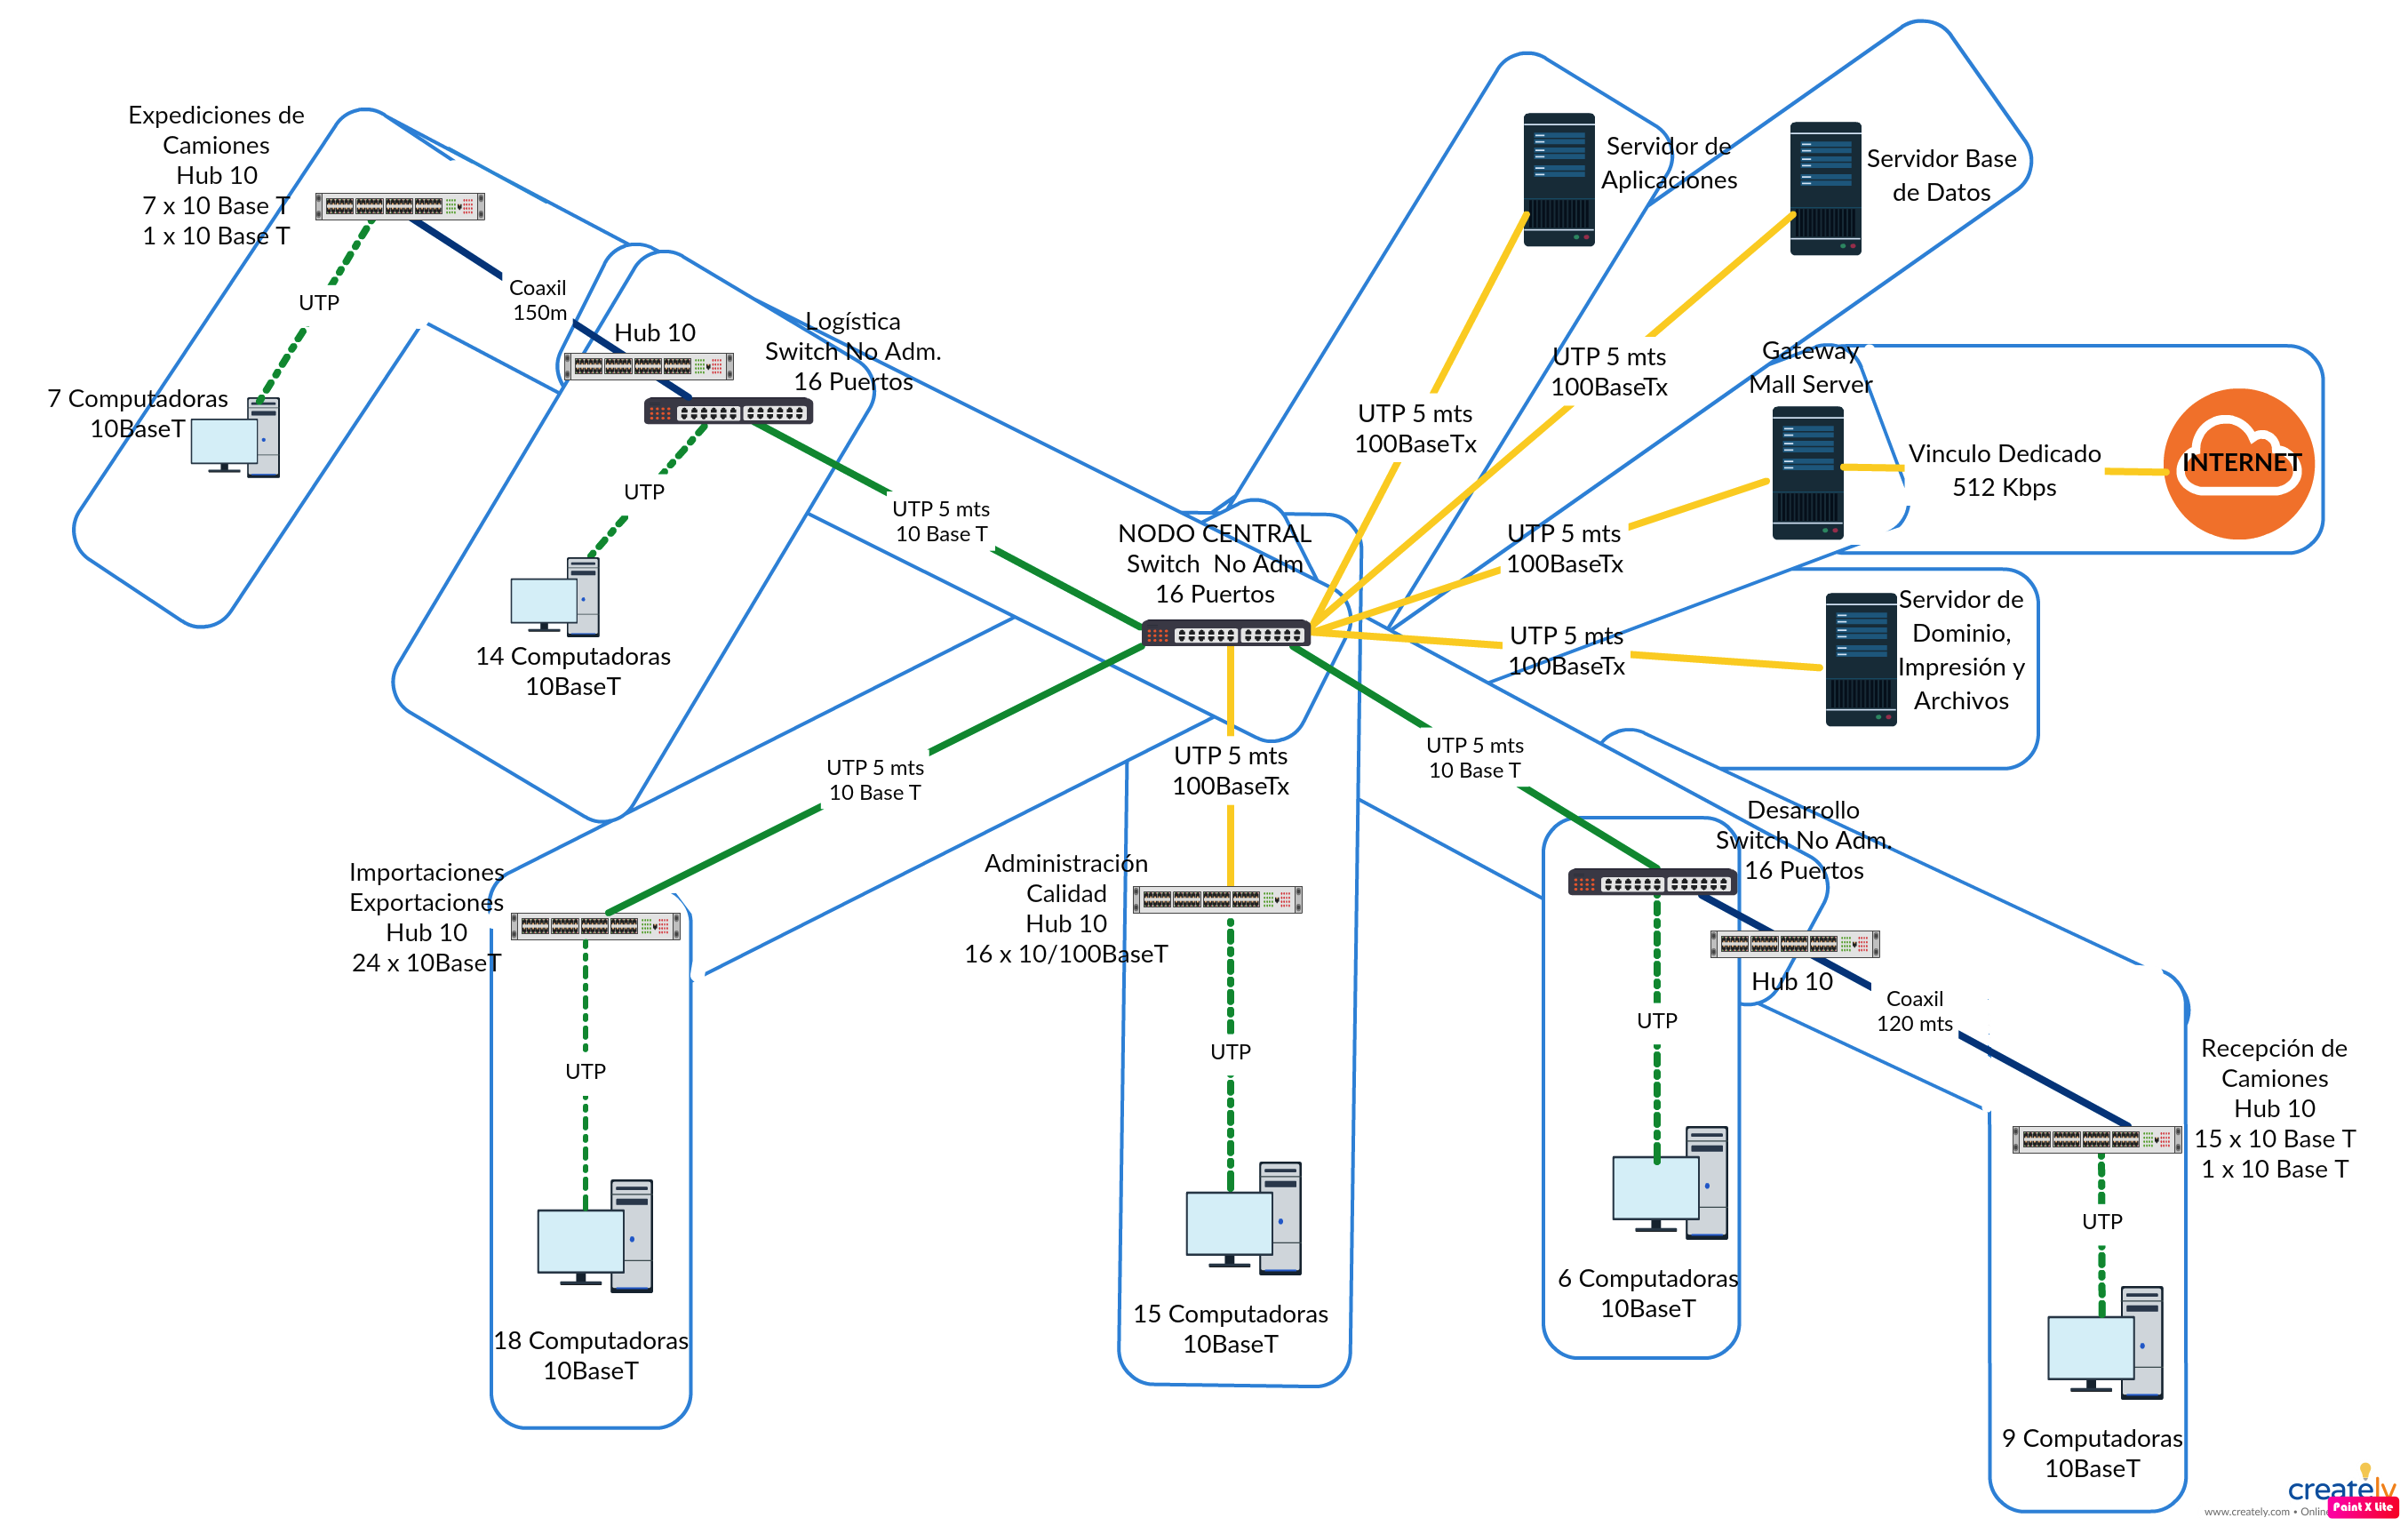 Expediciones de
Camiones
Hub 10
7 x 10 Base T
1 x 10 Base T
UTP
7 Computadoras
10BaseT
Coaxil
150m
Hub 10
Logística
Switch No Adm.
16 Puertos
UTP
14 Computadoras
10BaseT
UTP 5 mts
10 Base T
NODO CENTRAL
Switch No Adm
16 Puertos
Servidor de
Aplicaciones
Servidor Base
de Datos
UTP 5 mts
100BaseTx
UTP 5 mts
100BaseTx
Gateway
Mall Server
Vinculo Dedicado
512 Kbps
INTERNET
UTP 5 mts
100BaseTx
UTP 5 mts
100BaseTx
Servidor de
Dominio,
Impresión y
Archivos
UTP 5 mts
10 Base T
UTP 5 mts
100BaseTx
UTP 5 mts
10 Base T
Importaciones
Exportaciones
Hub 10
24 x 10BaseT
UTP
18 Computadoras
10BaseT
Administración
Calidad
Hub 10
16 x 10/100BaseT
UTP
15 Computadoras
10BaseT
Desarrollo
Switch No Adm.
16 Puertos
Hub 10
UTP
6 Computadoras
10BaseT
Coaxil
120 mts
Recepción de
Camiones
Hub 10
15 x 10 Base T
1 x 10 Base T
UTP
9 Computadoras
10BaseT
creately
www.creately.com • Onlin
Paint X Lite